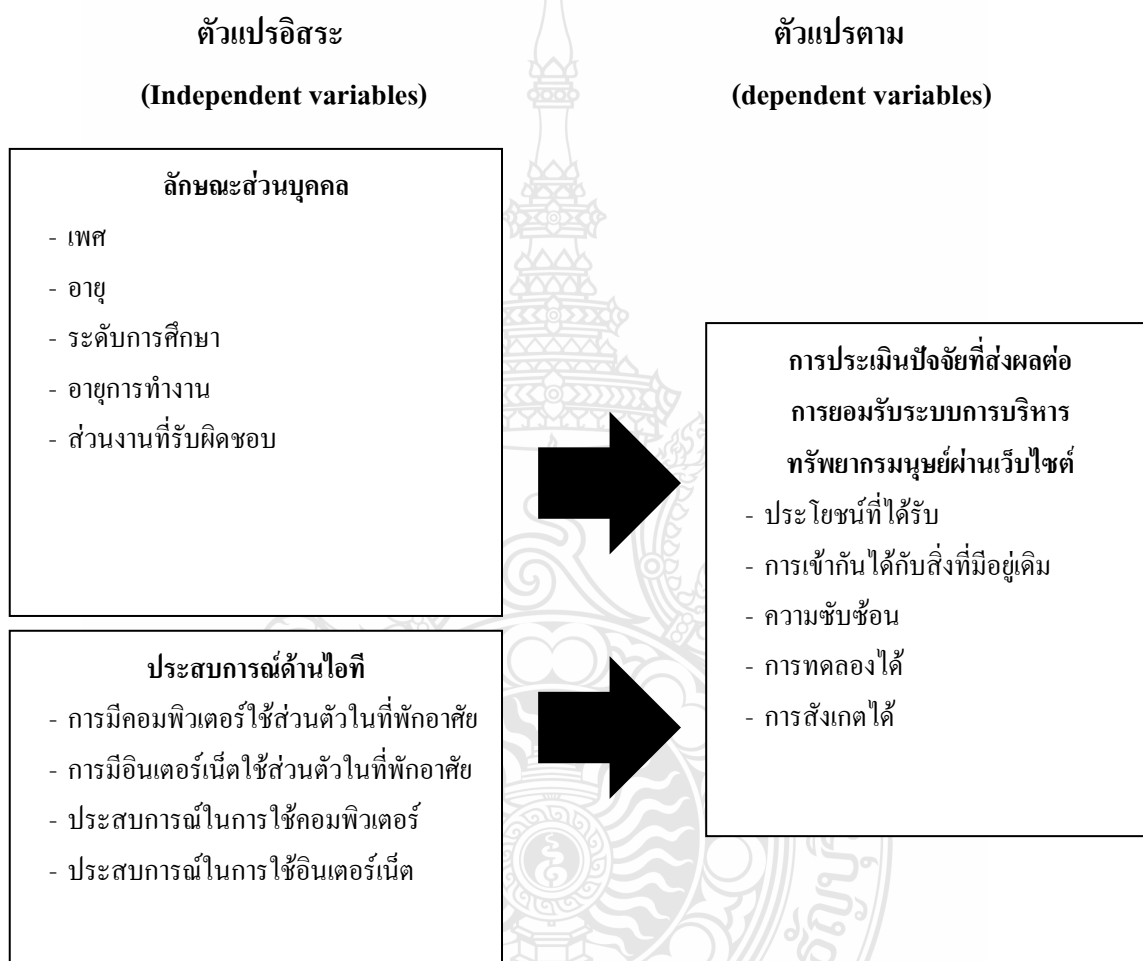 ตัวแปรอิสระ
(Independent variables)
ตัวแปรตาม
(dependent variables)
ลักษณะส่วนบุคคล
- เพศ
- อายุ
- ระดับการศึกษา
- อายุการทำงาน
- ส่วนงานที่รับผิดชอบ
ประสบการณ์ด้านไอที
- การมีคอมพิวเตอร์ใช้ส่วนตัวในที่พักอาศัย
- การมีอินเตอร์เน็ตใช้ส่วนตัวในที่พักอาศัย
- ประสบการณ์ในการใช้คอมพิวเตอร์
- ประสบการณ์ในการใช้อินเตอร์เน็ต
การประเมินปัจจัยที่ส่งผลต่อ
การยอมรับระบบการบริหาร
ทรัพยากรมนุษย์ผ่านเว็บไซต์
- ประโยชน์ที่ได้รับ
- การเข้ากันได้กับสิ่งที่มีอยู่เดิม
- ความซับซ้อน
- การทดลองได้
- การสังเกตได้